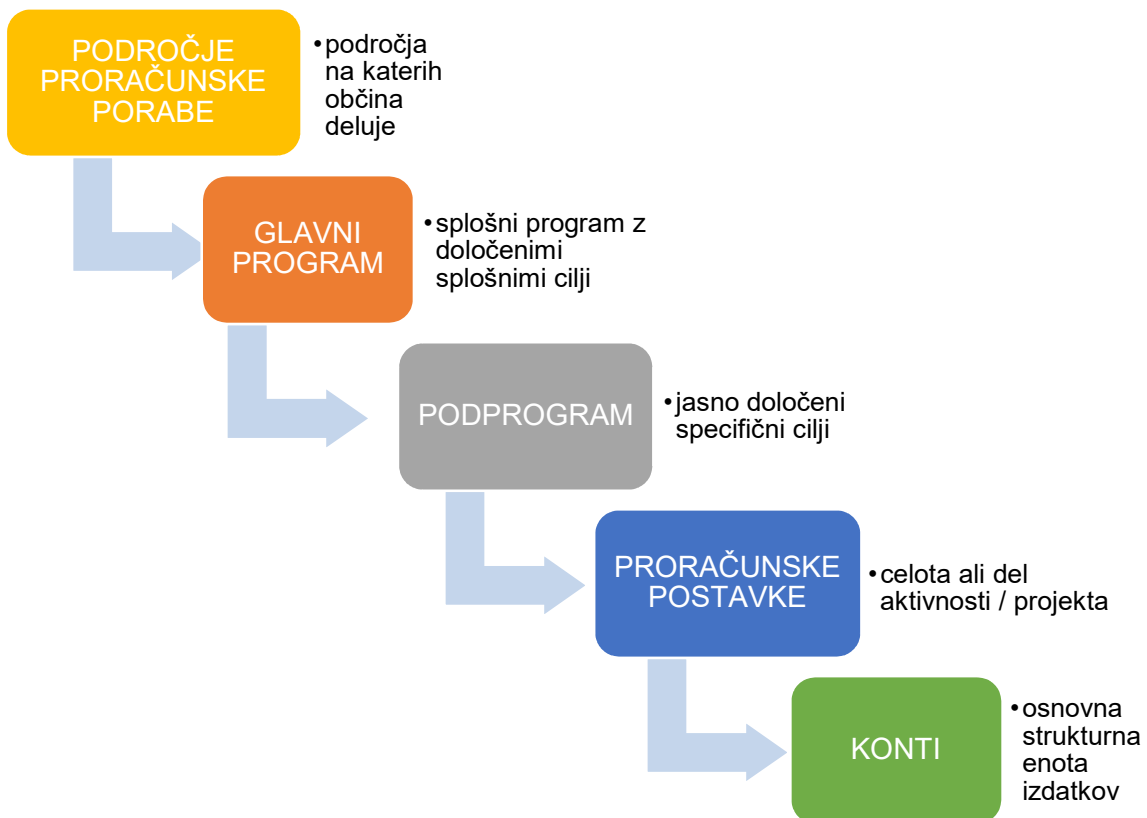 PODROČJE
PRORAČUNSKE
PORABE
•področja
na katerih
občina
deluje
GLAVNI
PROGRAM
•splošni program z
določenimi
splošnimi cilji
PODPROGRAM
•jasno določeni
specifični cilji
PRORAČUNSKE
POSTAVKE
•celota ali del
aktivnosti / projekta
KONTI
•osnovna
strukturna
enota
izdatkov